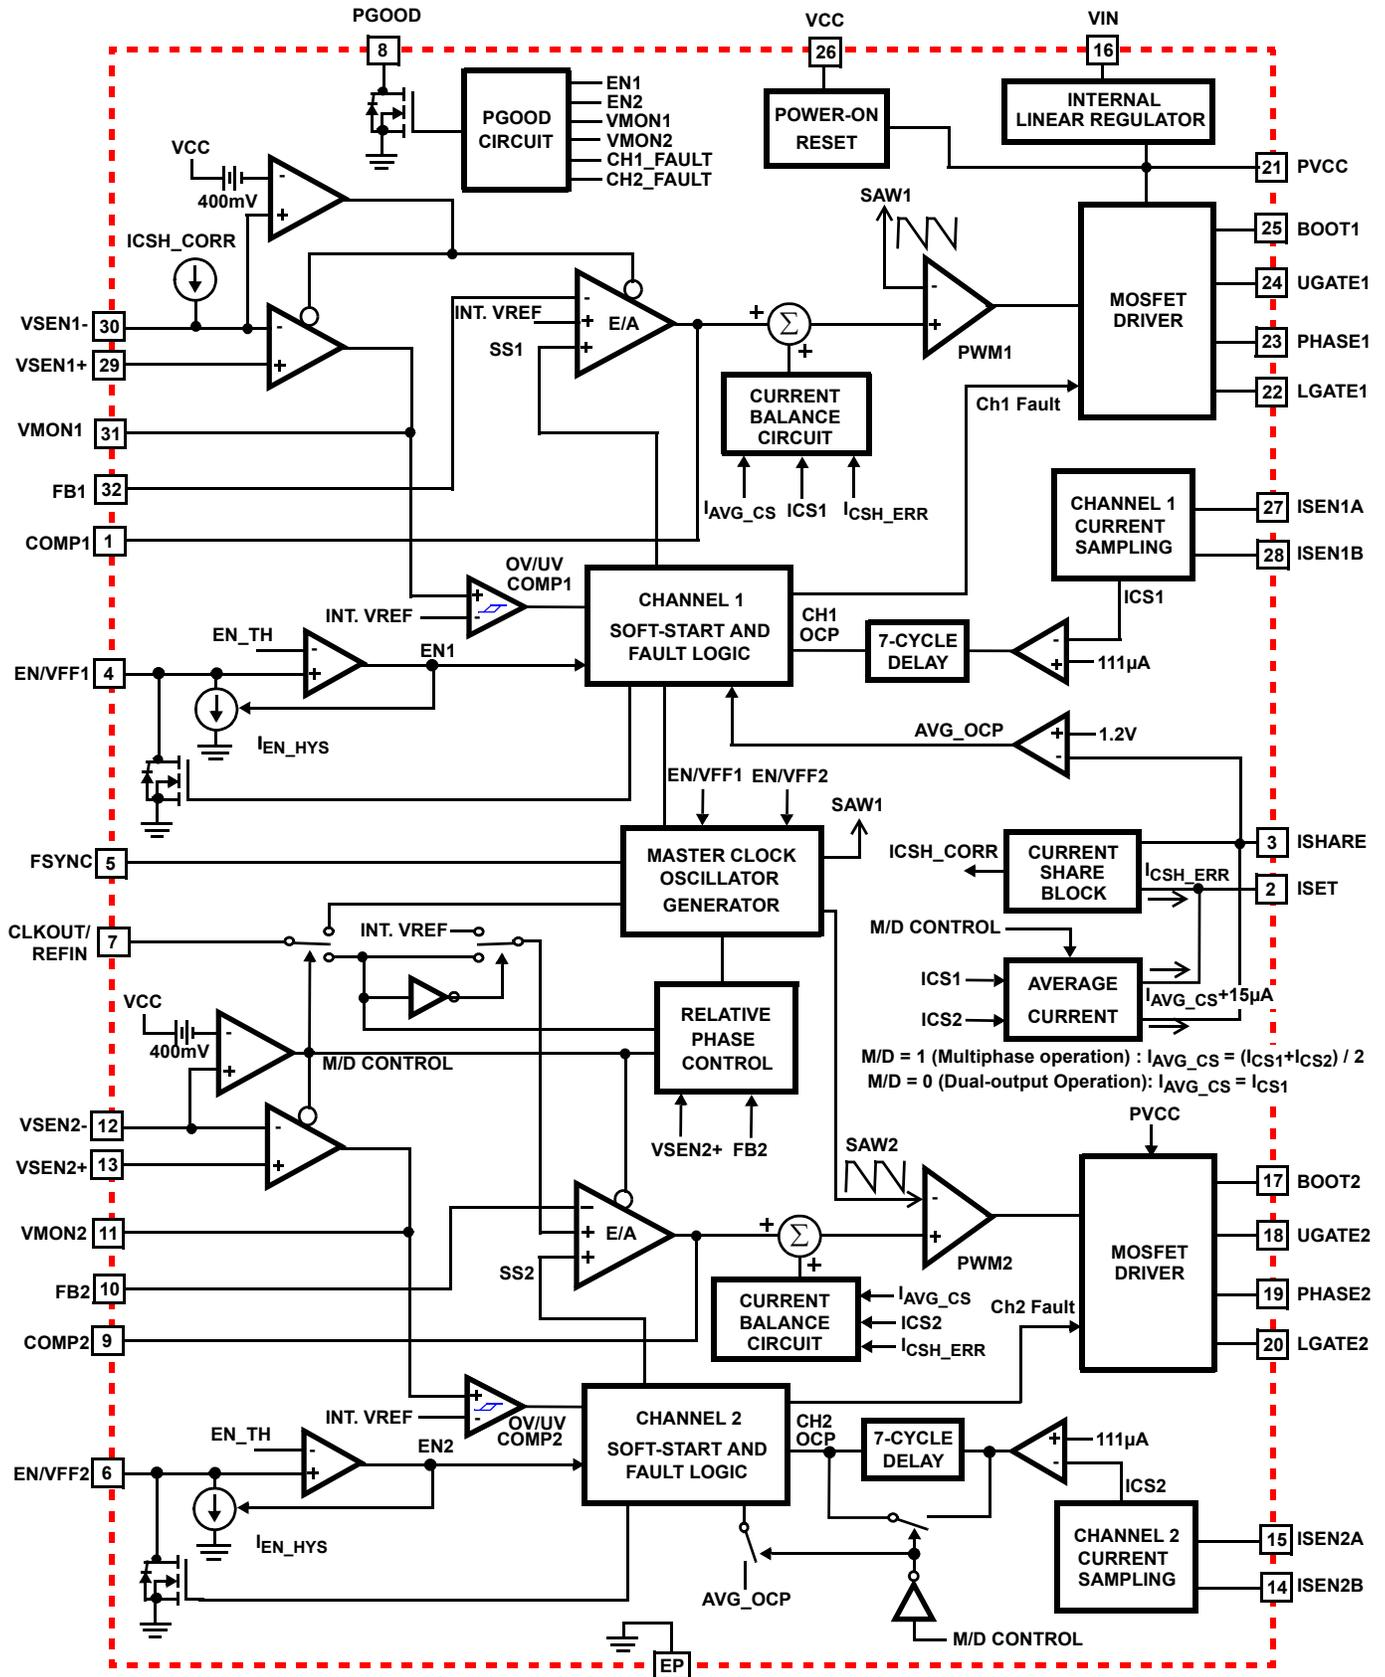 PGOOD
8
VCC
26
VIN
16
PGOOD
CIRCUIT
EN1
EN2
VMON1
VMON2
CH1_FAULT
CH2_FAULT
POWER-ON
RESET
INTERNAL
LINEAR REGULATOR
21 PVCC
VCC
400mV
-
+
ICSH_CORR
SAW1
MOSFET
DRIVER
25 BOOT1
24 UGATE1
23 PHASE1
22 LGATE1
VSEN1- 30
VSEN1+ 29
-
+
INT. VREF
SS1
-
+
+
E/A
+
Σ
+
-
+
PWM1
CURRENT
BALANCE
CIRCUIT
Ch1 Fault
VMON1 31
FB1 32
COMP1 1
IAVG_CS
ICS1
ICSH_ERR
CHANNEL 1
CURRENT
SAMPLING
27 ISEN1A
28 ISEN1B
ICS1
OV/UV
COMP1
+
-
INT. VREF
CHANNEL 1
SOFT-START AND
FAULT LOGIC
CH1
OCP
7-CYCLE
DELAY
-
+
111µA
EN_TH
-
+
EN1
EN/VFF1 4
IEN_HYS
AVG_OCP
+
-
1.2V
EN/VFF1 EN/VFF2
SAW1
FSYNC 5
MASTER CLOCK
OSCILLATOR
GENERATOR
ICSH_CORR
CURRENT
SHARE
BLOCK
ICSH_ERR
3 ISHARE
2 ISET
CLKOUT/
REFIN
7
INT. VREF
M/D CONTROL
ICS1
ICS2
AVERAGE
CURRENT
IAVG_CS+15µA
VCC
400mV
-
+
M/D CONTROL
RELATIVE
PHASE
CONTROL
M/D = 1 (Multiphase operation) : IAVG_CS = (ICS1+ICS2) / 2
M/D = 0 (Dual-output Operation): IAVG_CS = ICS1
VSEN2- 12
VSEN2+ 13
-
+
VSEN2+ FB2
SAW2
PVCC
MOSFET
DRIVER
17 BOOT2
18 UGATE2
19 PHASE2
20 LGATE2
VMON2 11
FB2 10
COMP2 9
SS2
-
+
+
E/A
+
Σ
+
-
+
PWM2
CURRENT
BALANCE
CIRCUIT
IAVG_CS
ICS2
ICSH_ERR
Ch2 Fault
+
-
INT. VREF
OV/UV
COMP2
CHANNEL 2
SOFT-START AND
FAULT LOGIC
CH2
OCP
7-CYCLE
DELAY
+
-
111µA
ICS2
EN_TH
-
+
EN2
EN/VFF2 6
IEN_HYS
CHANNEL 2
CURRENT
SAMPLING
15 ISEN2A
14 ISEN2B
AVG_OCP
M/D CONTROL
EP